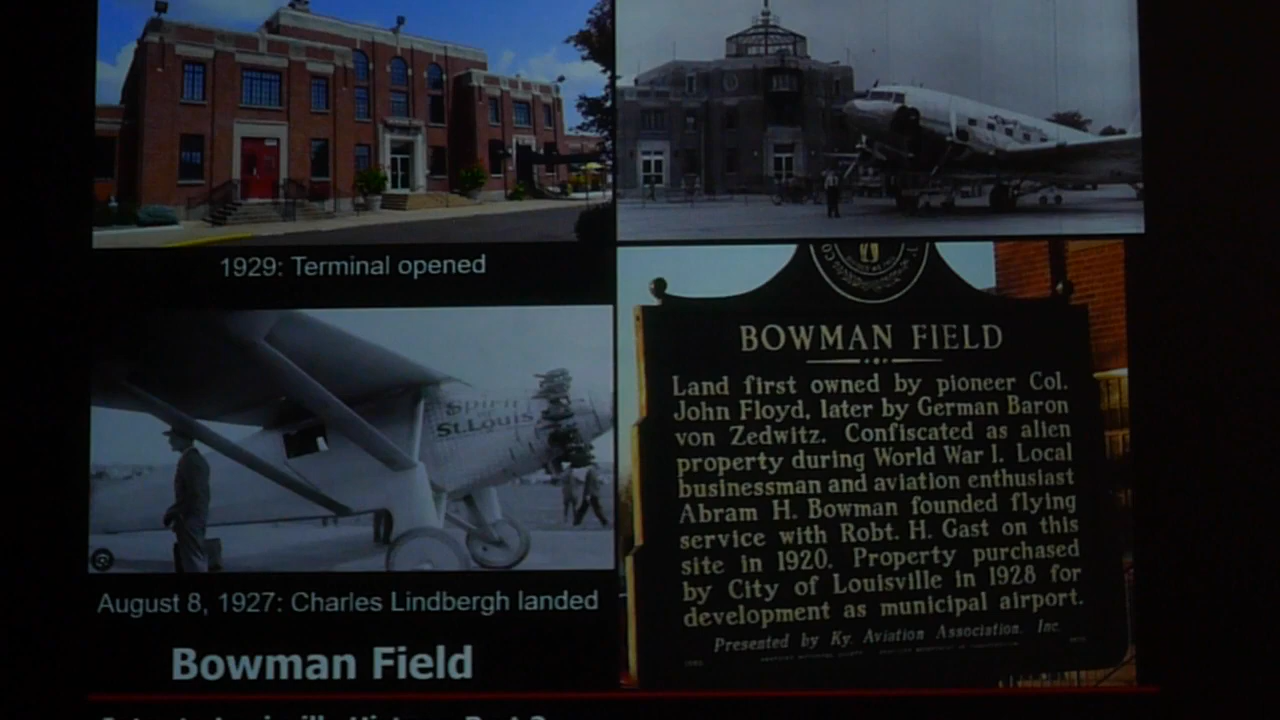 1929: Terminal opened
Spirit
St. Louis
August 8, 1927: Charles Lindbergh landed
Bowman Field
BOWMAN FIELD
Land first owned by pioneer Col.
John Floyd, later by German Baron
von Zedwitz. Confiscated as alien
property during World War I. Local
businessman and aviation enthusiast
Abram H. Bowman founded flying
service with Robt. H. Gast on this
site in 1920. Property purchased
by City of Louisville in 1928 for
development as municipal airport.
Presented by Ky. Aviation Association, Inc.